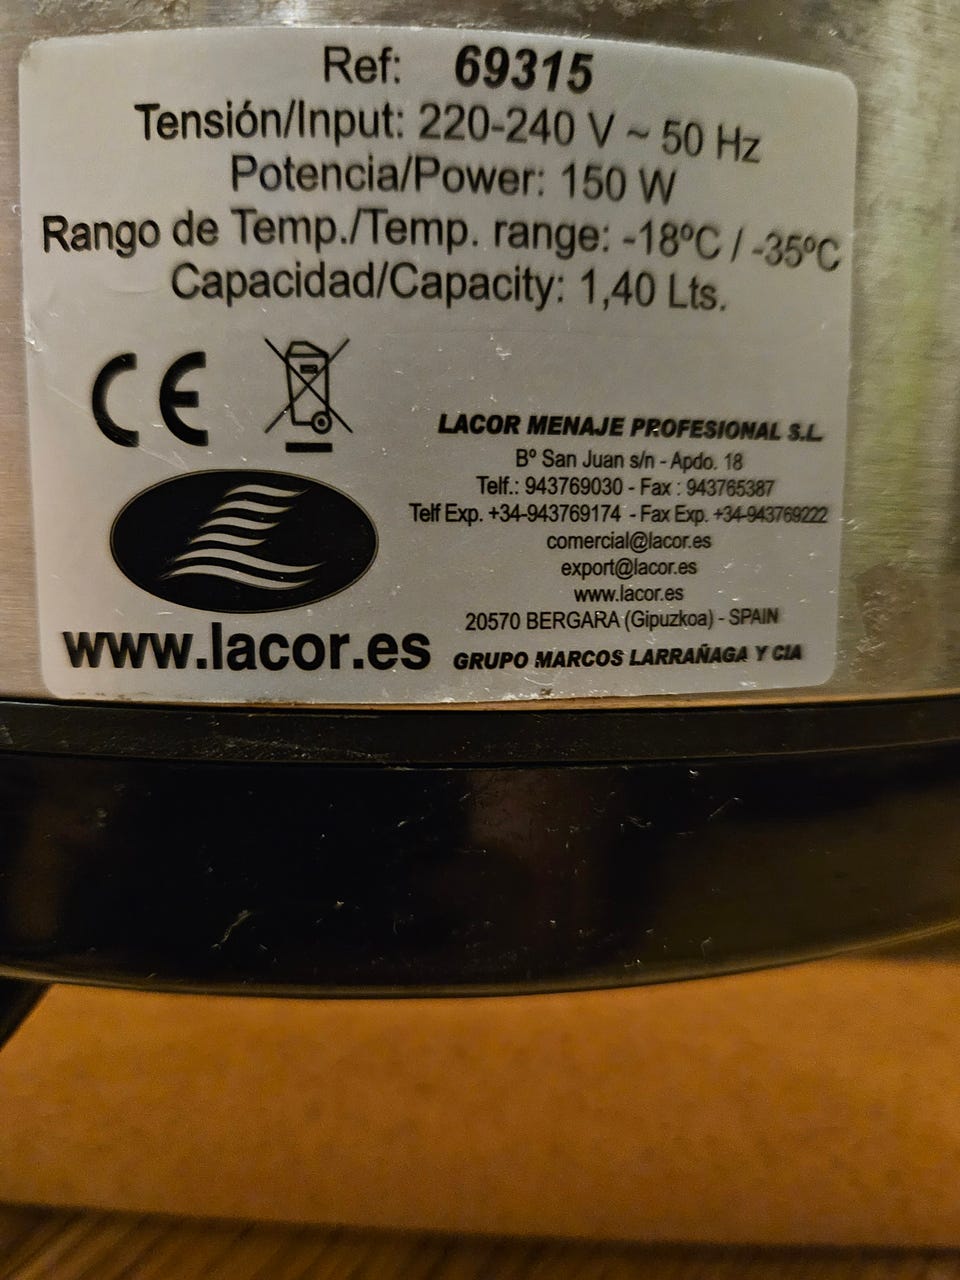 Ref: 69315
Tensión/Input: 220-240 V ~ 50 Hz
Potencia/Power: 150 W
Rango de Temp./Temp. range: -18ºC / -35ºC
Capacidad/Capacity: 1,40 Lts.
CE
www.lacor.es
LACOR MENAJE PROFESIONAL S.L.
Bº San Juan s/n - Apdo. 18
Telf.: 943769030 - Fax : 943765387
Telf Exp. +34-943769174 - Fax Exp. +34-943769222
comercial@lacor.es
export@lacor.es
www.lacor.es
20570 BERGARA (Gipuzkoa) - SPAIN
GRUPO MARCOS LARRAÑAGA Y CIA